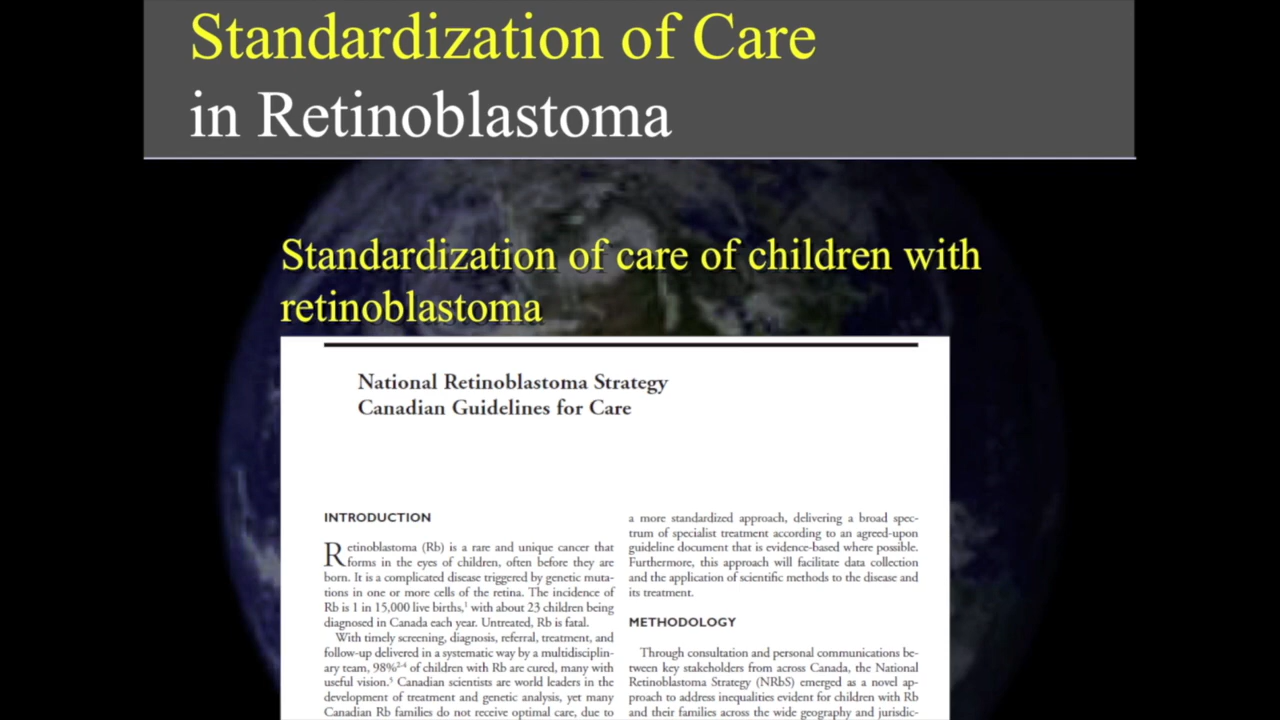 Standardization of Care
in Retinoblastoma
Standardization of care of children with
retinoblastoma
National Retinoblastoma Strategy
Canadian Guidelines for Care
INTRODUCTION
Retinoblastoma (Rb) is a rare and unique cancer that
forms in the eyes of children, often before they are
born. It is a complicated disease triggered by genetic muta-
tions in one or more cells of the retina. The incidence of
Rb is 1 in 15,000 live births,1 with about 23 children being
diagnosed in Canada each year. Untreated, Rb is fatal.
With timely screening, diagnosis, referral, treatment, and
follow-up delivered in a systematic way by a multidisciplin-
ary team, 98%2-4 of children with Rb are cured, many with
useful vision.5 Canadian scientists are world leaders in the
development of treatment and genetic analysis, yet many
Canadian Rb families do not receive optimal care, due to
a more standardized approach, delivering a broad spec-
trum of specialist treatment according to an agreed-upon
guideline document that is evidence-based where possible.
Furthermore, this approach will facilitate data collection
and the application of scientific methods to the disease and
its treatment.
METHODOLOGY
Through consultation and personal communications be-
tween key stakeholders from across Canada, the National
Retinoblastoma Strategy (NRbS) emerged as a novel ap-
proach to address inequalities evident for children with Rb
and their families across the wide geography and jurisdic-